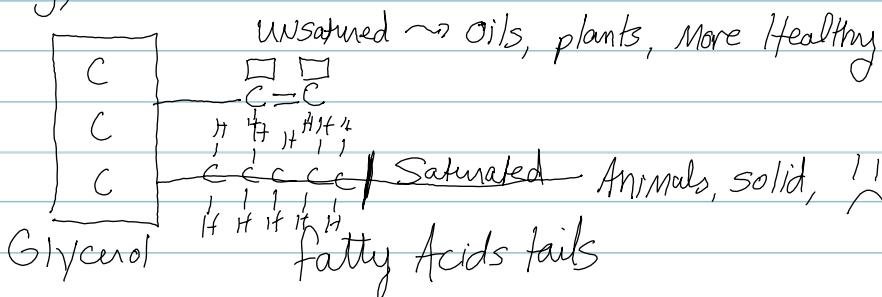 unsatured ~> Oils, plants, More Healthy
C
C = C
C
H H H H H H
C
C C C C C Saturated Animals, solid,
H H H H H
Glycerol fatty Acids tails